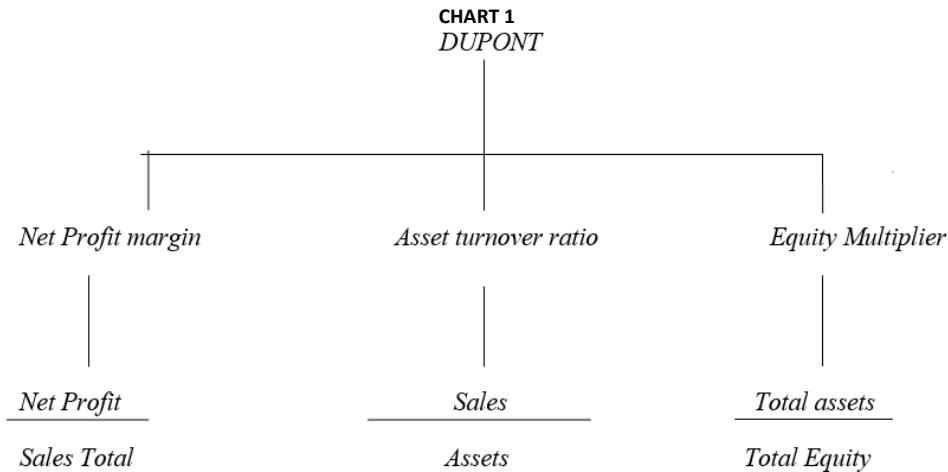 CHART 1
DUPONT
Net Profit margin
Asset turnover ratio
Equity Multiplier
Net Profit
Sales Total
Sales
Assets
Total assets
Total Equity